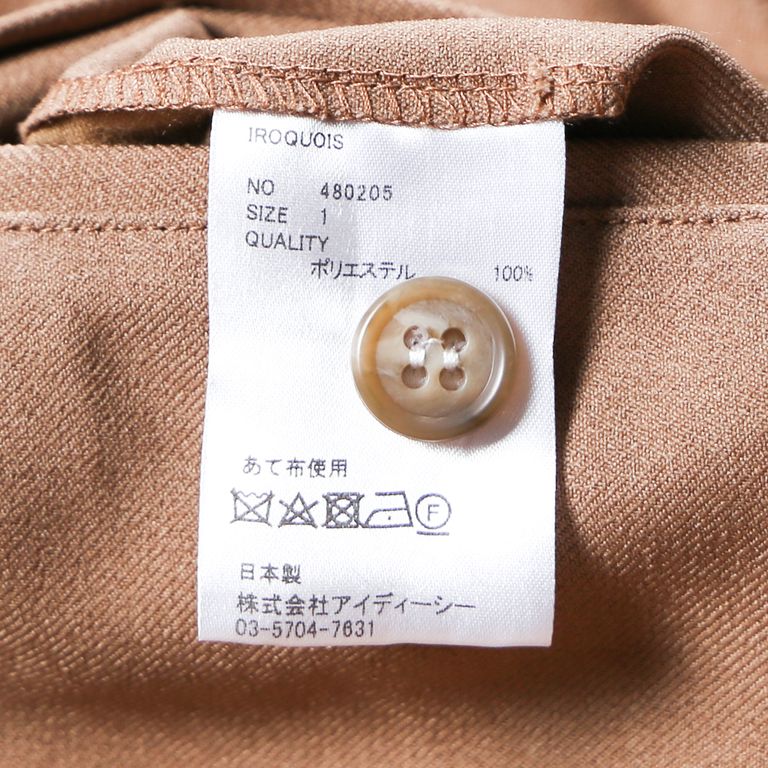 IROQUOIS
NO 480205
SIZE 1
QUALITY
ポリエステル 100%
あて布使用
F
日本製
株式会社アイディーシー
03-5704-7631